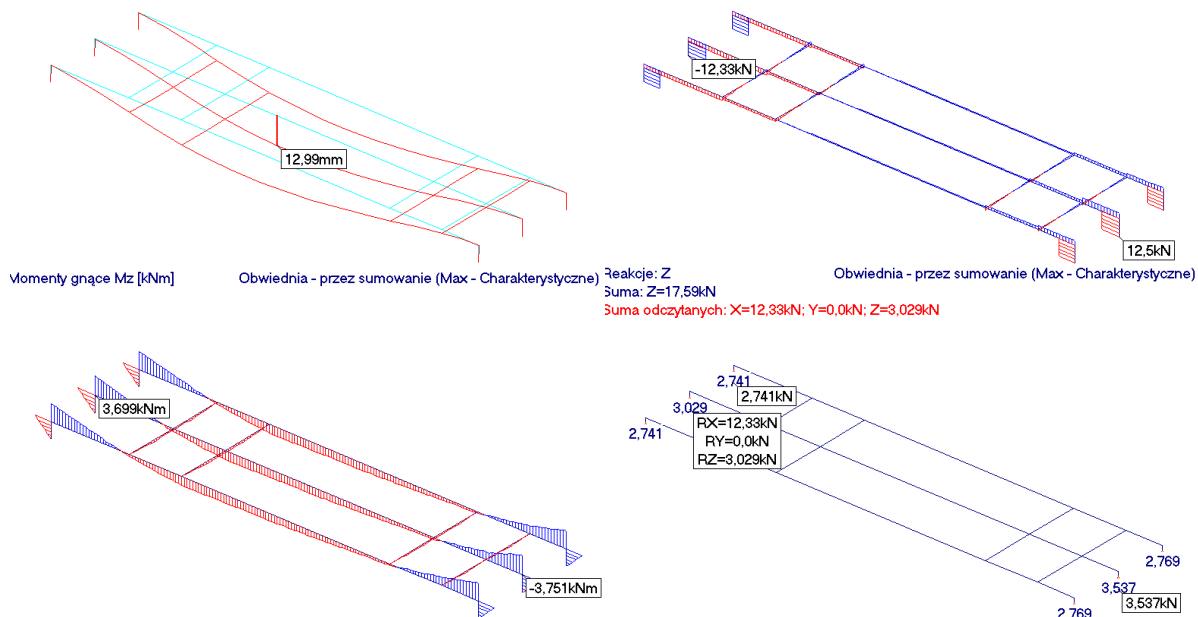 12,99mm
-12,33kN
12,5kN
Momenty gnące Mz [kNm]
Obwiednia - przez sumowanie (Max - Charakterystyczne)
Reakcje: Z
Obwiednia - przez sumowanie (Max - Charakterystyczne)
Suma: Z=17,59kN
Suma odczytanych: X=12,33kN; Y=0,0kN; Z=3,029kN
3,699kNm
-3,751kNm
2,741
2,741kN
3,029
RX=12,33kN
RY=0,0kN
RZ=3,029kN
2,741
2,769
3,537
3,537kN
2,769